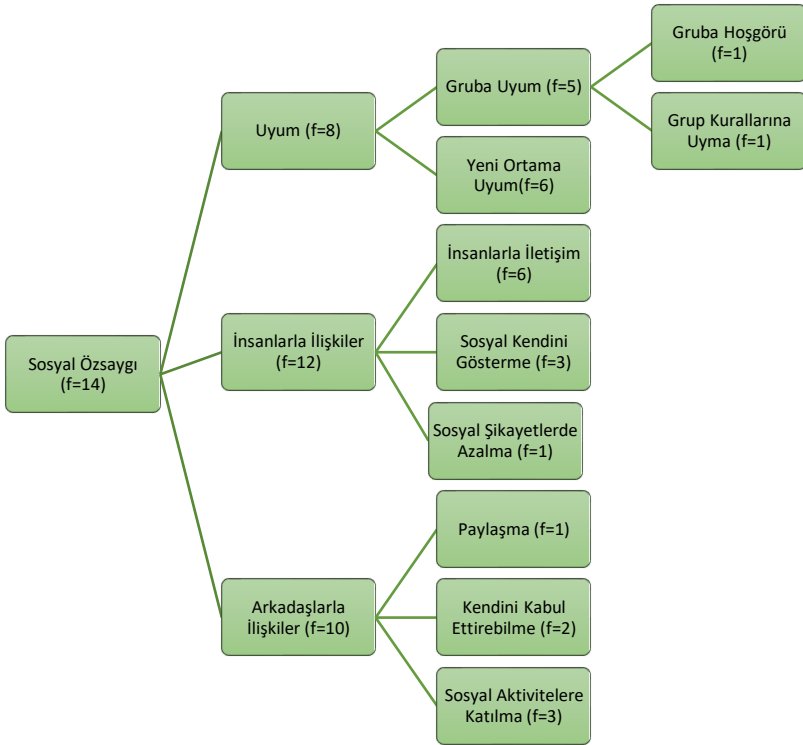 Gruba Hoşgörü
(f=1)
Gruba Uyum (f=5)
Uyum (f=8)
Grup Kurallarına
Uyma (f=1)
Yeni Ortama
Uyum(f=6)
İnsanlarla İletişim
(f=6)
Sosyal Özsaygı
(f=14)
İnsanlarla İlişkiler
(f=12)
Sosyal Kendini
Gösterme (f=3)
Sosyal Şikayetlerde
Azalma (f=1)
Paylaşma (f=1)
Arkadaşlarla
İlişkiler (f=10)
Kendini Kabul
Ettirebilme (f=2)
Sosyal Aktivitelere
Katılma (f=3)